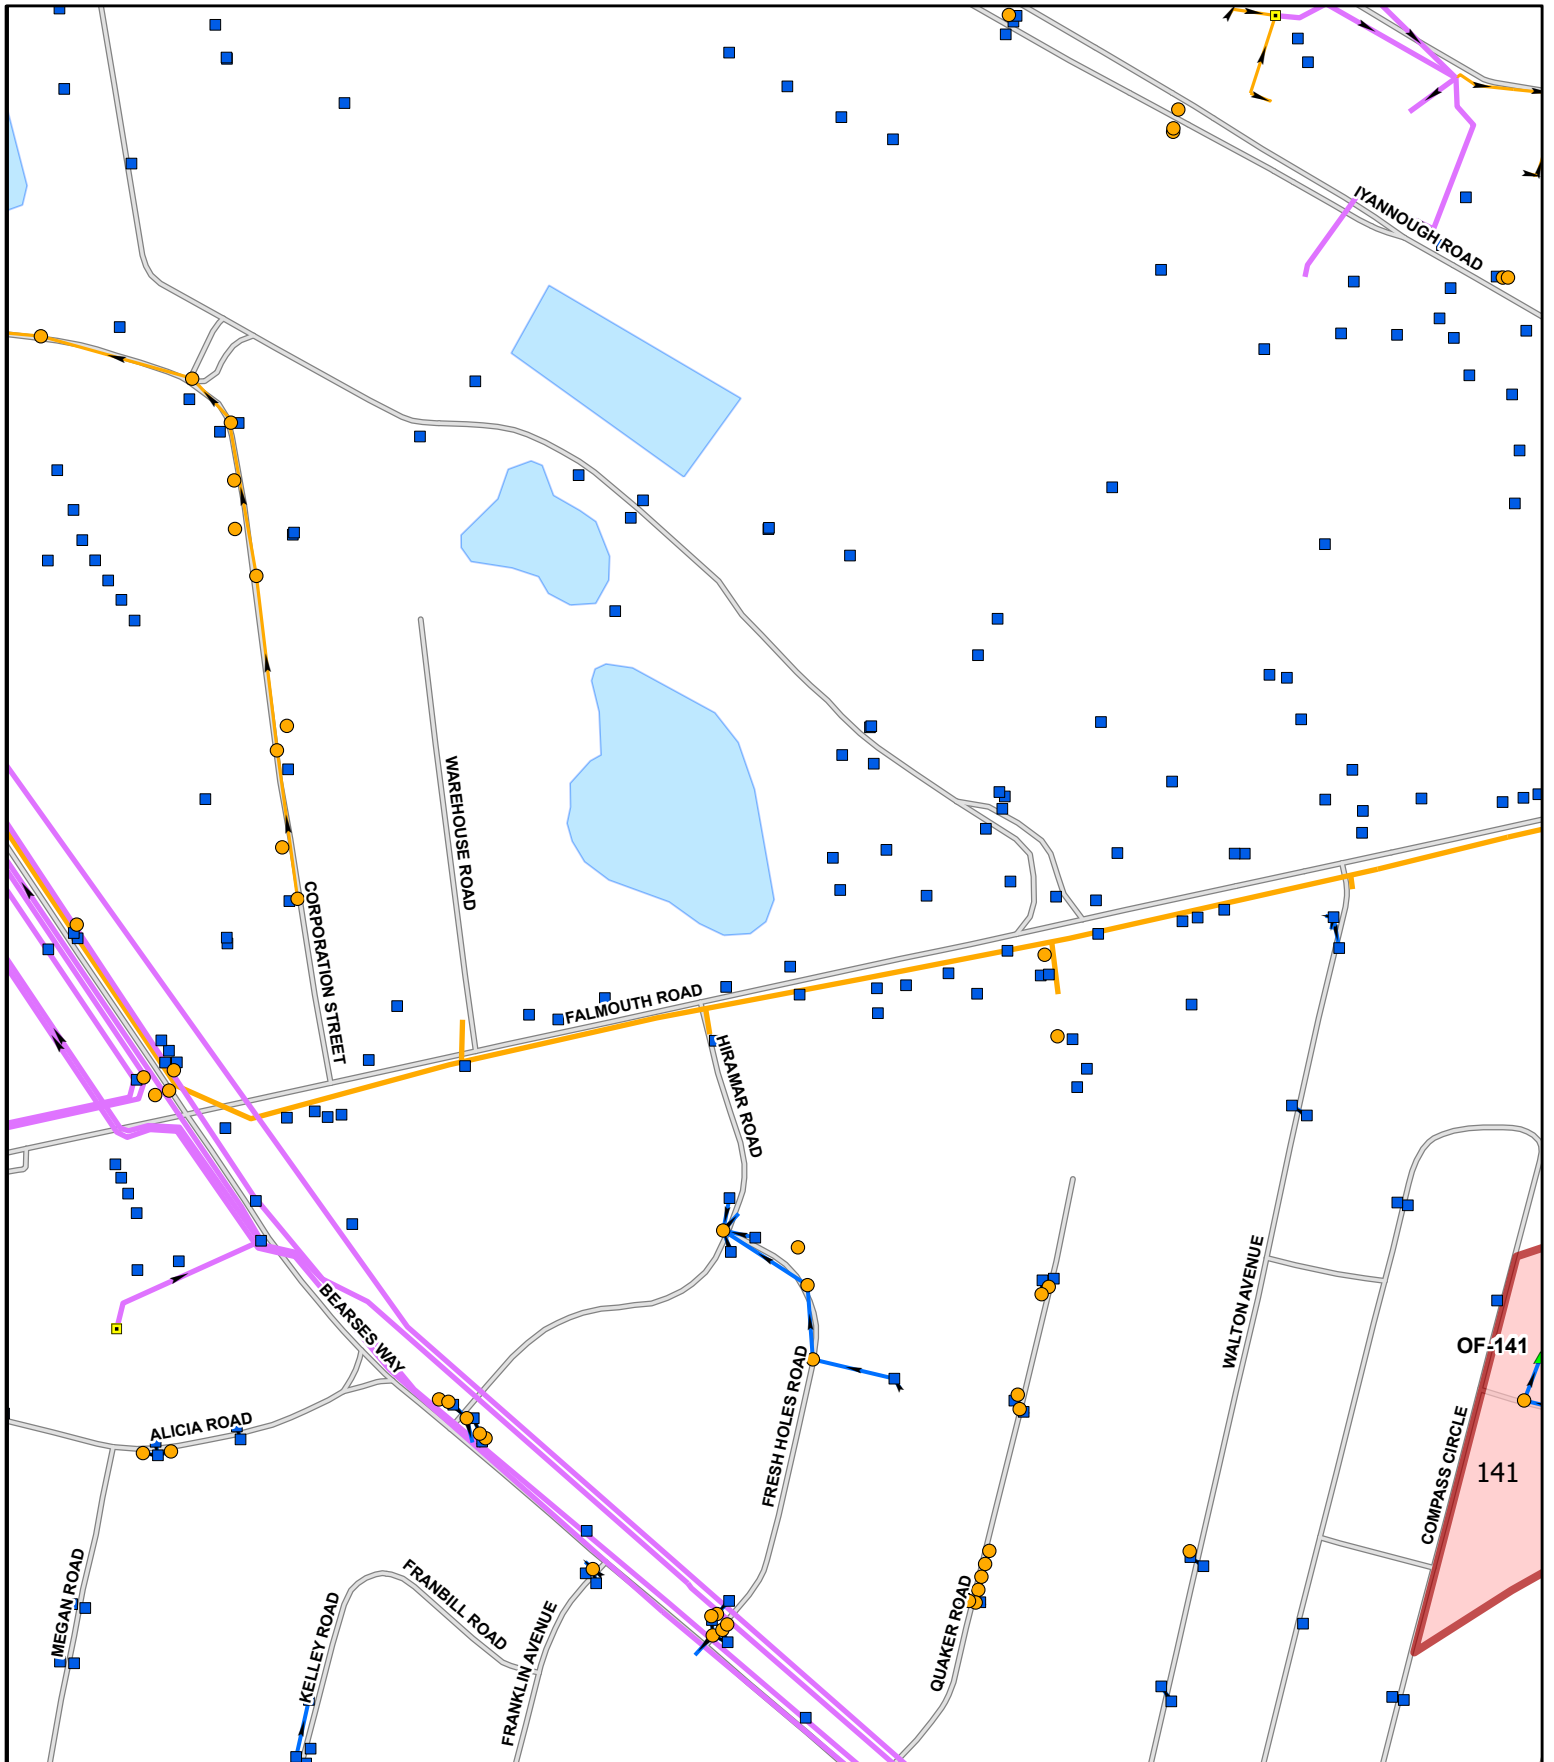 IYANNOUGH ROAD
WAREHOUSE ROAD
CORPORATION STREET
FALMOUTH ROAD
HIRAMAR ROAD
WALTON AVENUE
BEARSES WAY
OF-141
ALICIA ROAD
FRESH HOLES ROAD
COMPASS CIRCLE
141
MEGAN ROAD
FRANBILL ROAD
KELLEY ROAD
FRANKLIN AVENUE
QUAKER ROAD